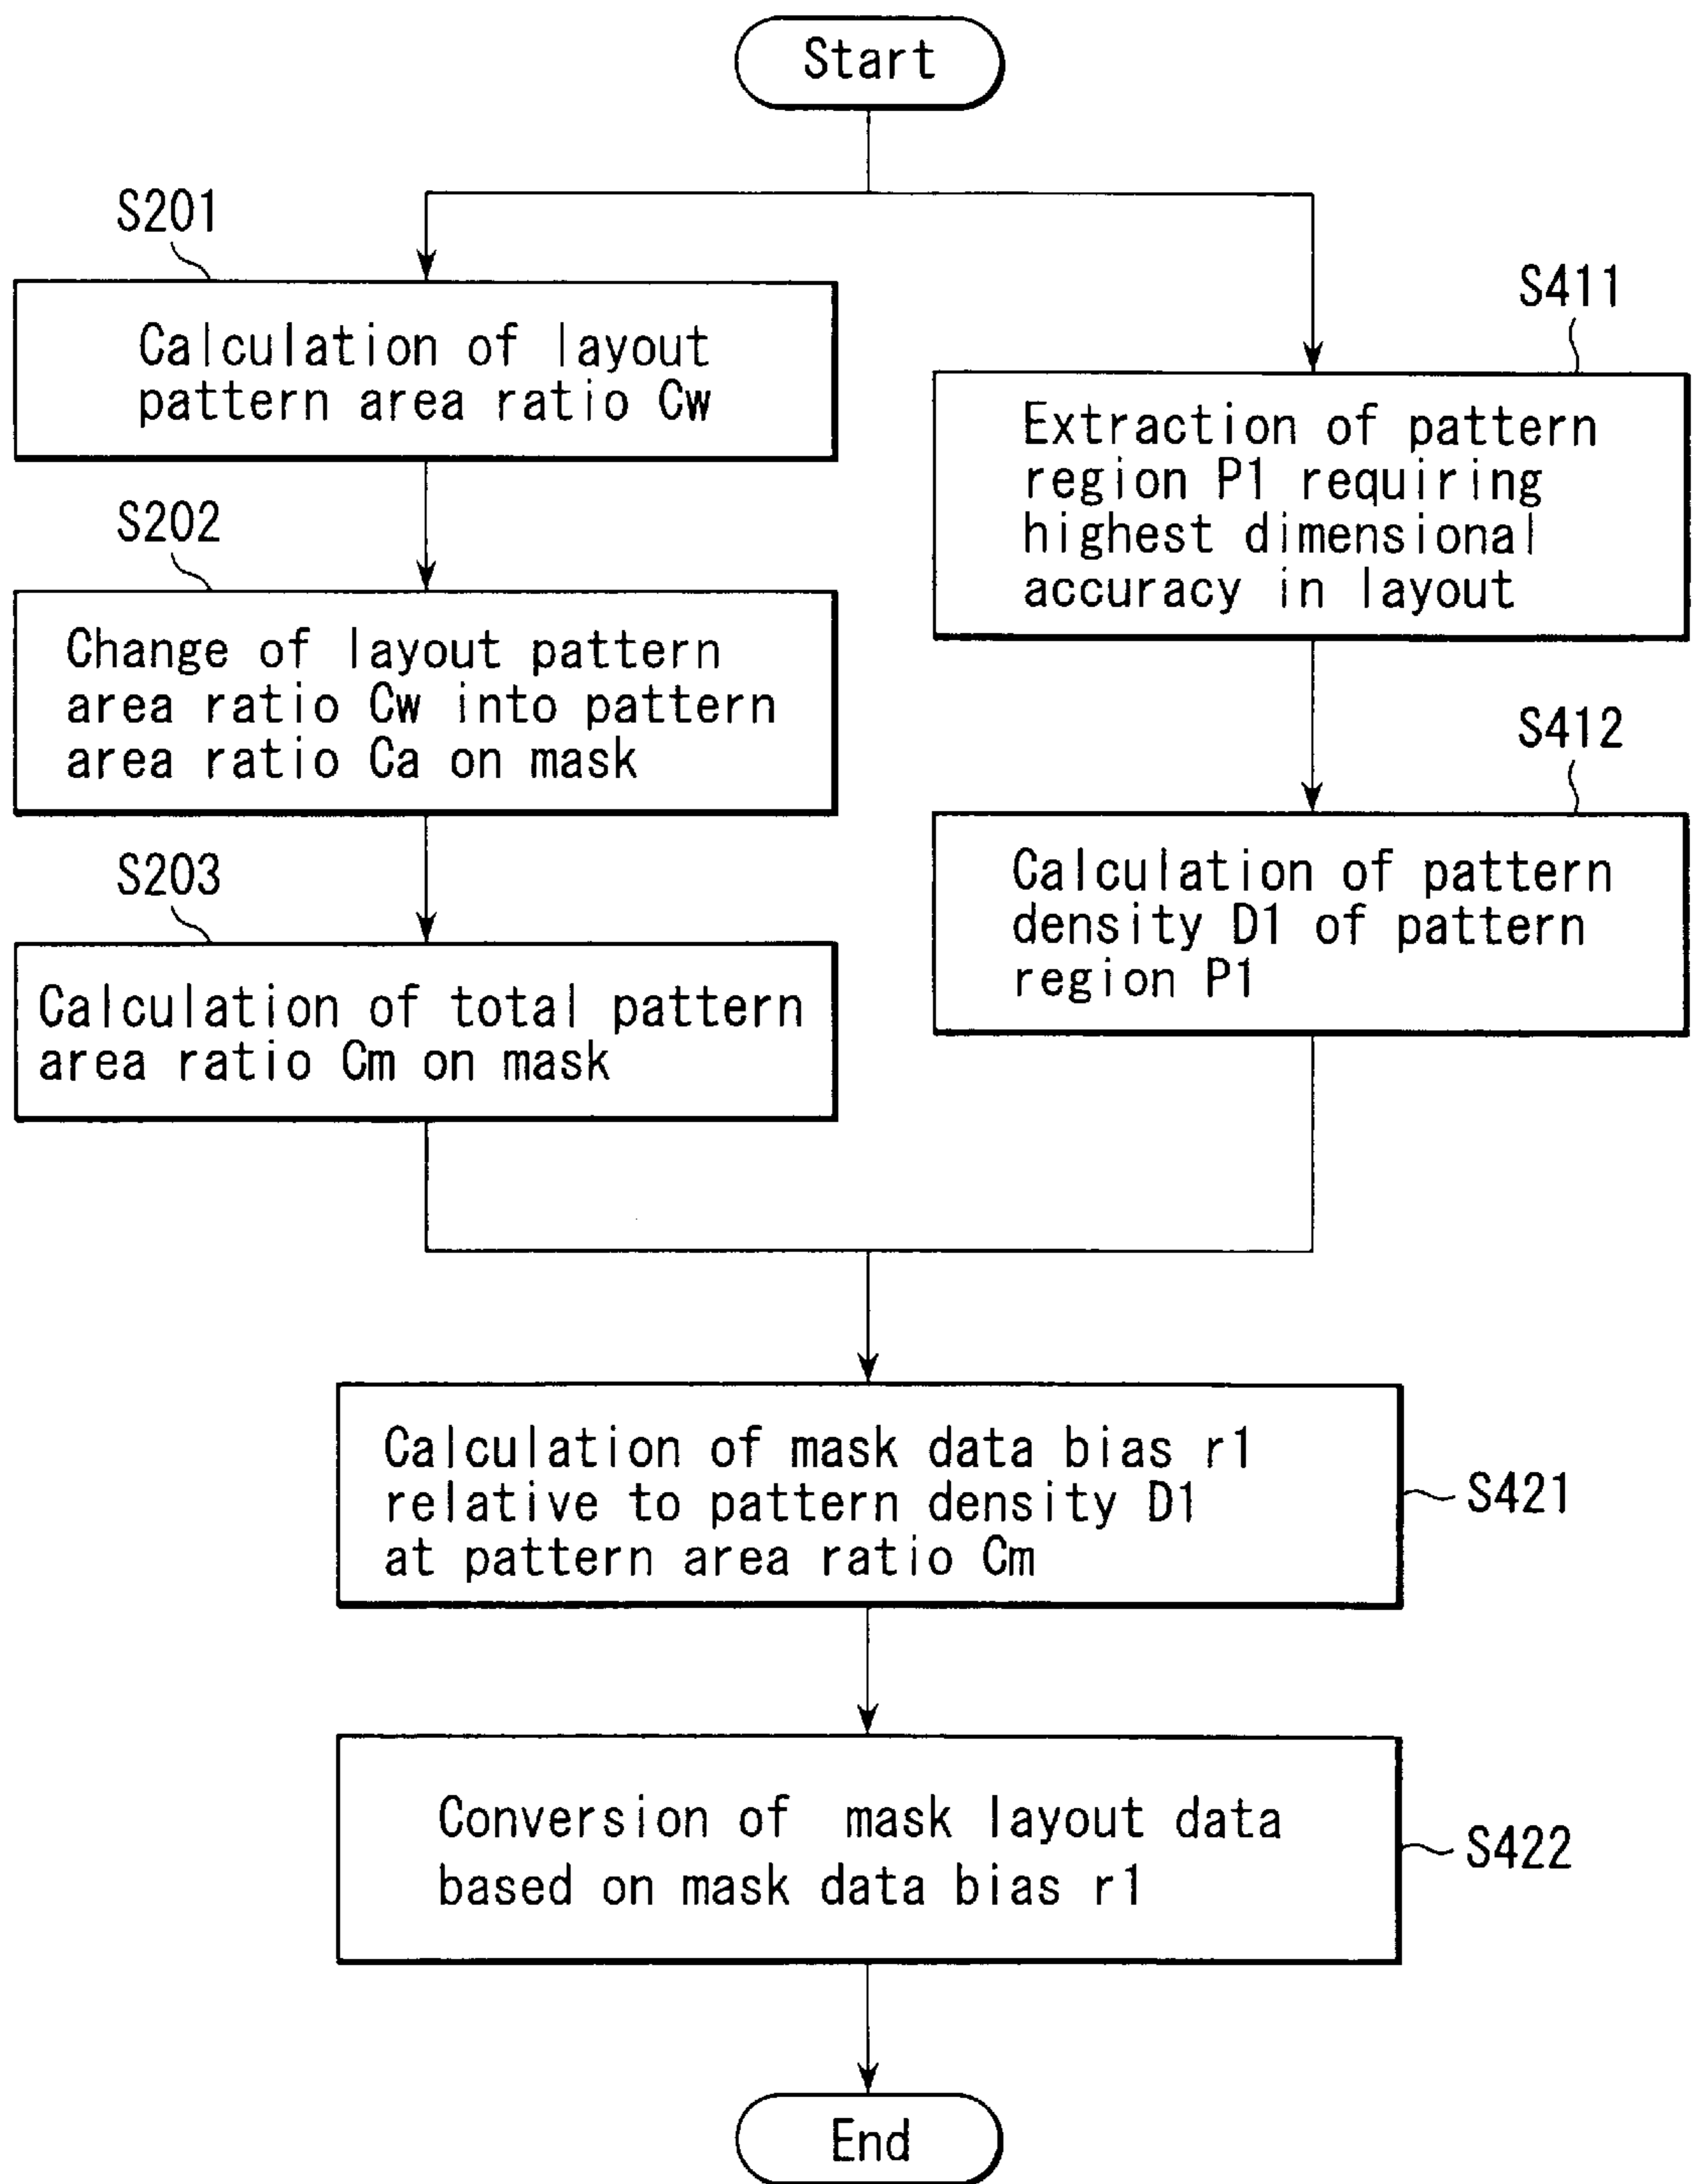 Start
S201
Calculation of layout
pattern area ratio Cw
S202
Change of layout pattern
area ratio Cw into pattern
area ratio Ca on mask
S203
Calculation of total pattern
area ratio Cm on mask
S411
Extraction of pattern
region P1 requiring
highest dimensional
accuracy in layout
S412
Calculation of pattern
density D1 of pattern
region P1
Calculation of mask data bias r1
relative to pattern density D1
at pattern area ratio Cm
S421
Conversion of mask layout data
based on mask data bias r1
S422
End